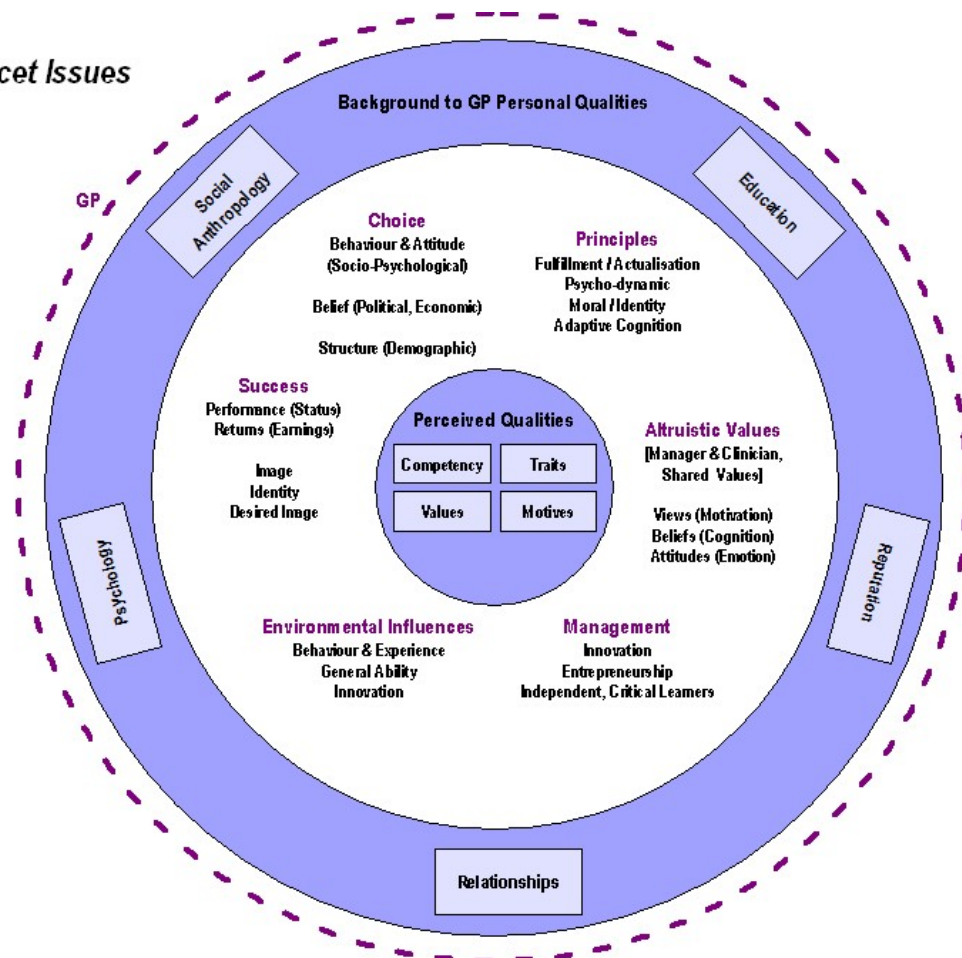 cet Issues
Background to GP Personal Qualities
GP
Social
Anthropology
Education
Choice
Behaviour & Attitude
(Socio-Psychological)
Belief (Political, Economic)
Structure (Demographic)
Principles
Fulfillment / Actualisation
Psycho-dynamic
Moral / Identity
Adaptive Cognition
Success
Performance (Status)
Returns (Earnings)
Image
Identity
Desired Image
Perceived Qualities
Competency
Traits
Values
Motives
Altruistic Values
[Manager & Clinician,
Shared Values]
Views (Motivation)
Beliefs (Cognition)
Attitudes (Emotion)
Psychology
Reputation
Environmental Influences
Behaviour & Experience
General Ability
Innovation
Management
Innovation
Entrepreneurship
Independent, Critical Learners
Relationships